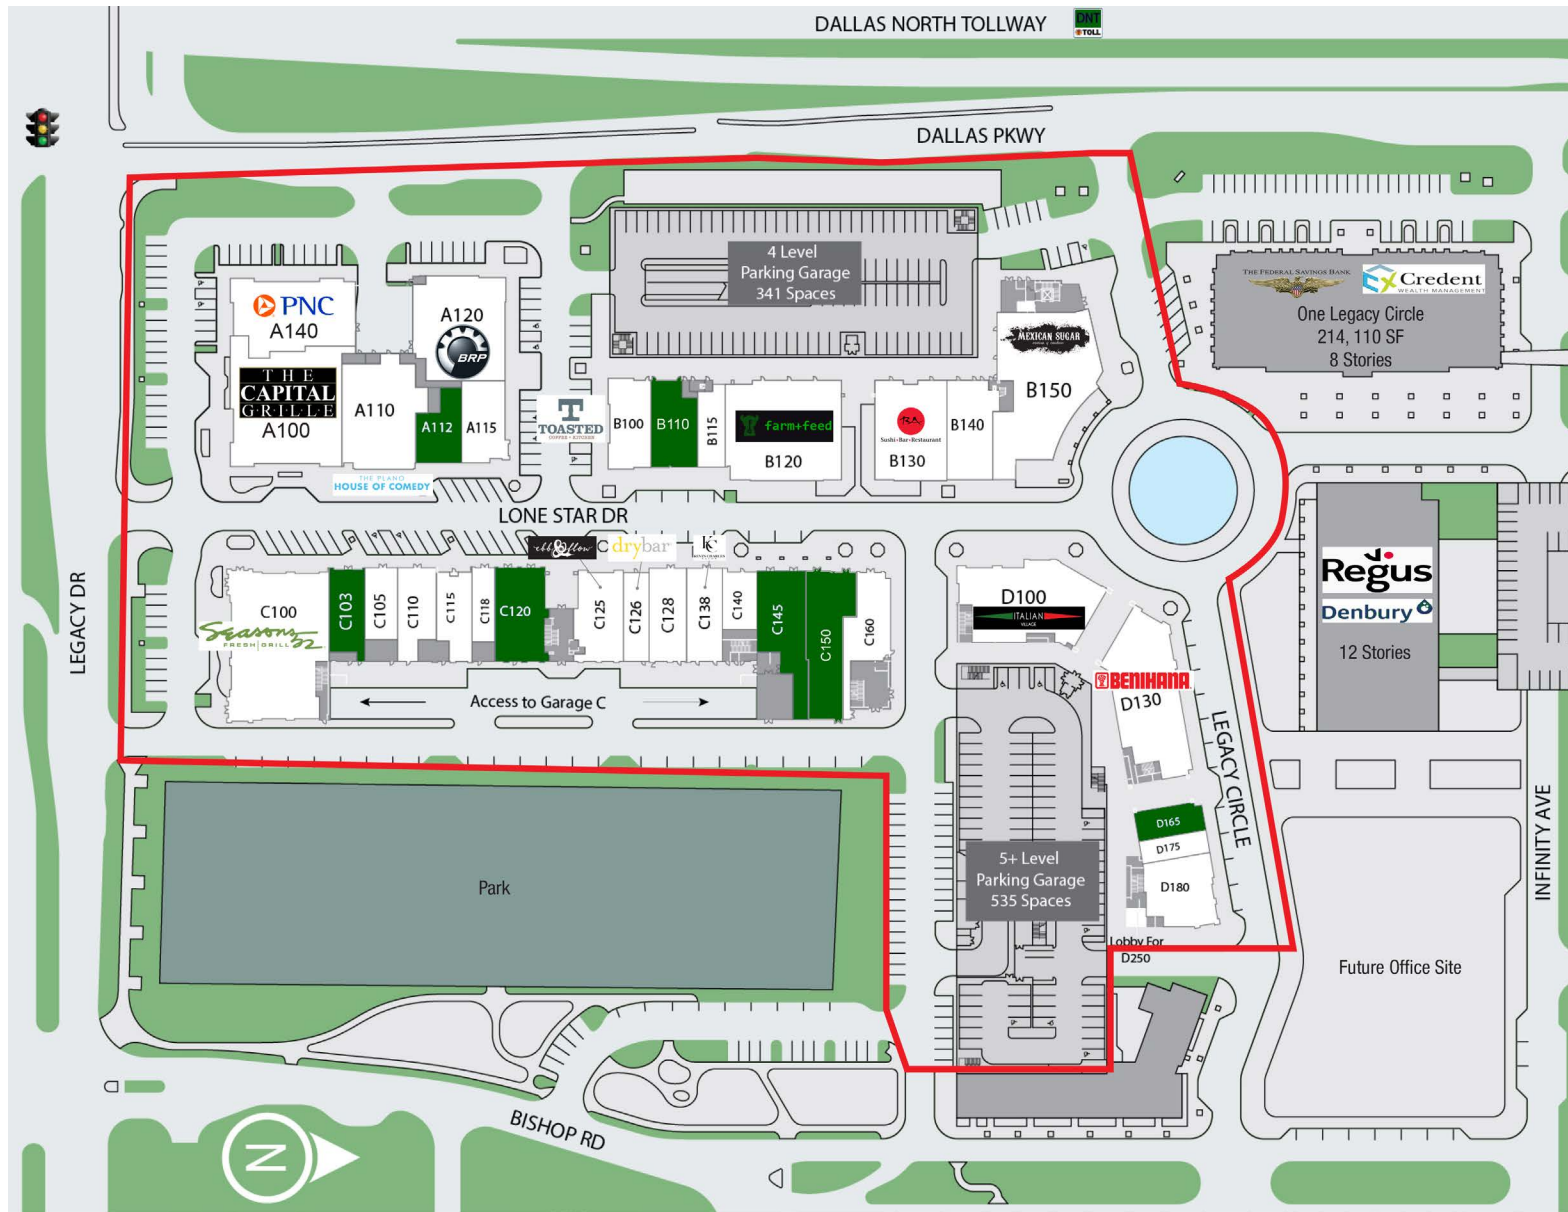 DALLAS NORTH TOLLWAY
DNT
TOLL
DALLAS PKWY
4 Level
Parking Garage
341 Spaces
THE FEDERAL SAVINGS BANK
Credent
WEALTH MANAGEMENT
One Legacy Circle
214, 110 SF
8 Stories
PNC
A140
A120
BRP
MEXICAN SUGAR
B150
THE
CAPITAL
GRILLE
A100
A110
A112
A115
T
TOASTED
COFFEE + KITCHEN
B100
B110
B115
farm+feed
B120
RA
Sushi•Bar•Restaurant
B130
B140
THE PLANO
HOUSE OF COMEDY
LONE STAR DR
ebb & flow
C
drybar
KC
LEGACY DR
C100
Seasons 52
FRESH GRILL
C103
C105
C110
C115
C118
C120
C125
C126
C128
C138
C140
C145
C150
C160
Access to Garage C
D100
ITALIAN
VILLAGE
BENIHANA
D130
Regus
Denbury
12 Stories
LEGACY CIRCLE
INFINITY AVE
D165
D175
D180
5+ Level
Parking Garage
535 Spaces
Lobby For
D250
Park
Future Office Site
BISHOP RD
N